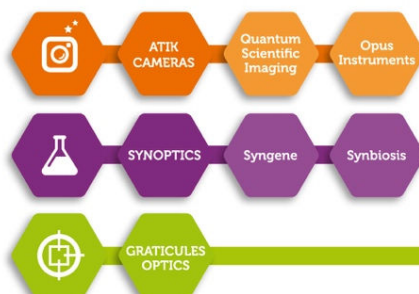 ATIK
CAMERAS
Quantum
Scientific
Imaging
Opus
Instruments
SYNOPTICS
Syngene
Synbiosis
GRATICULES
OPTICS